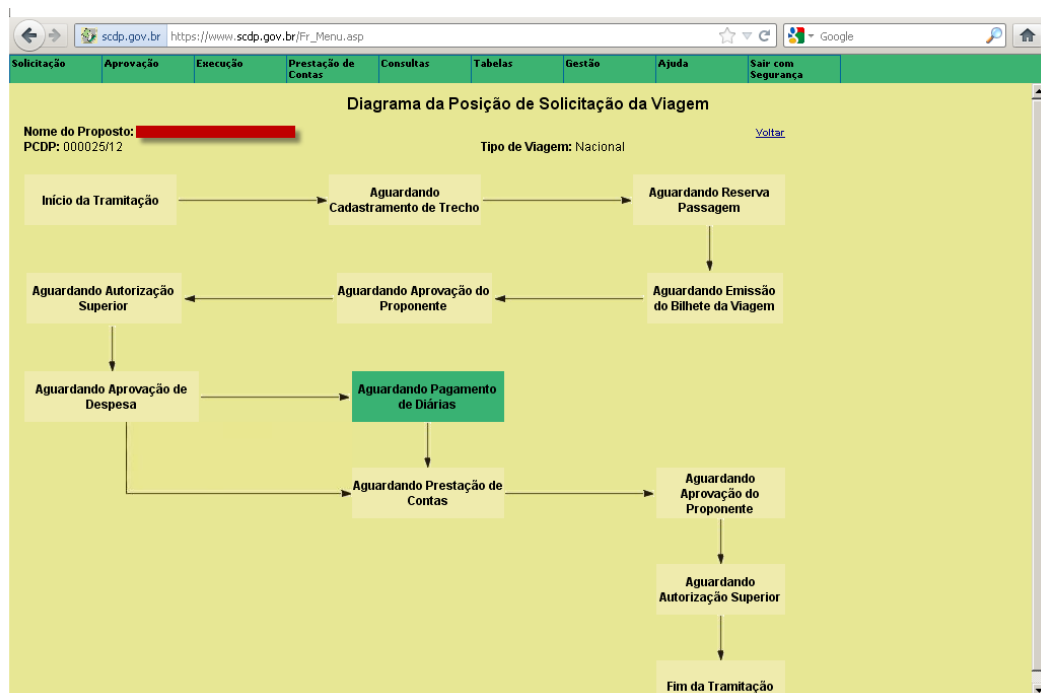 scdp.gov.br https://www.scdp.gov.br/Fr_Menu.asp Google
Solicitação Aprovação Execução Prestação de Consultas Tabelas Gestão Ajuda Sair com
Contas Segurança
Diagrama da Posição de Solicitação da Viagem
Nome do Proposto:
Voltar
PCDP: 000025/12 Tipo de Viagem: Nacional
Início da Tramitação
Aguardando
Cadastramento de Trecho
Aguardando Reserva
Passagem
Aguardando Autorização
Superior
Aguardando Aprovação do
Proponente
Aguardando Emissão
do Bilhete da Viagem
Aguardando Aprovação de
Despesa
Aguardando Pagamento
de Diárias
Aguardando Prestação de
Contas
Aguardando
Aprovação do
Proponente
Aguardando
Autorização Superior
Fim da Tramitação